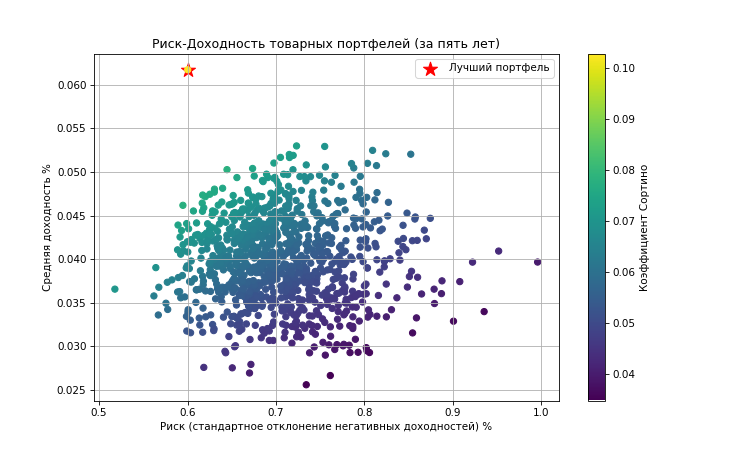 Риск-Доходность товарных портфелей (за пять лет)
Лучший портфель
Средняя доходность %
0.060
0.055
0.050
0.045
0.040
0.035
0.030
0.025
0.5 0.6 0.7 0.8 0.9 1.0
Риск (стандартное отклонение негативных доходностей) %
0.10
0.09
0.08
0.07
0.06
0.05
0.04
Коэффициент Сортино